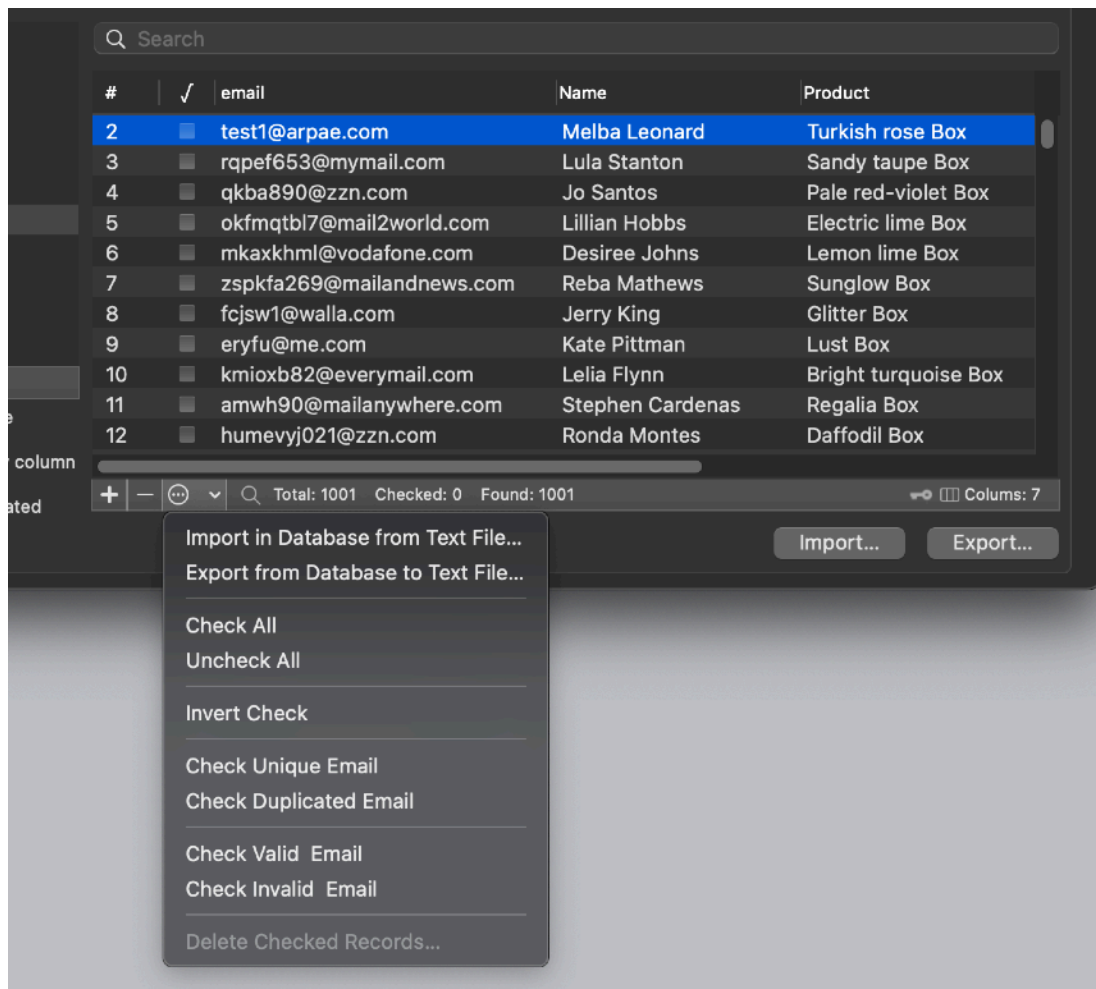 Search
# √ email Name Product
2 test1@arpae.com Melba Leonard Turkish rose Box
3 rqpef653@mymail.com Lula Stanton Sandy taupe Box
4 qkba890@zzn.com Jo Santos Pale red-violet Box
5 okfmqtbl7@mail2world.com Lillian Hobbs Electric lime Box
6 mkaxkhml@vodafone.com Desiree Johns Lemon lime Box
7 zspkfa269@mailandnews.com Reba Mathews Sunglow Box
8 fcjsw1@walla.com Jerry King Glitter Box
9 eryfu@me.com Kate Pittman Lust Box
10 kmioxb82@everymail.com Lelia Flynn Bright turquoise Box
11 amwh90@mailanywhere.com Stephen Cardenas Regalia Box
12 humevyj021@zzn.com Ronda Montes Daffodil Box
column
ated
Total: 1001 Checked: 0 Found: 1001 Colums: 7
Import... Export...
Import in Database from Text File...
Export from Database to Text File...
Check All
Uncheck All
Invert Check
Check Unique Email
Check Duplicated Email
Check Valid  Email
Check Invalid  Email
Delete Checked Records...